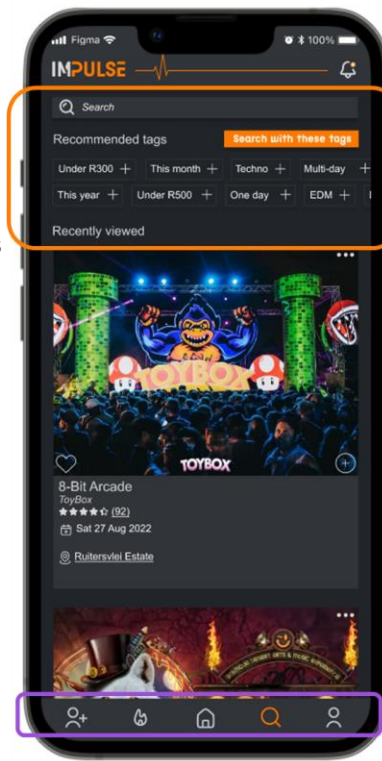 Figma 100%
IMPULSE
Search
Recommended tags Search with these tags
Under R300 + This month + Techno + Multi-day +
This year + Under R500 + One day + EDM +
Recently viewed
TOYBOX
TOYBOX
8-Bit Arcade
ToyBox
(92)
Sat 27 Aug 2022
Ruitersvlei Estate